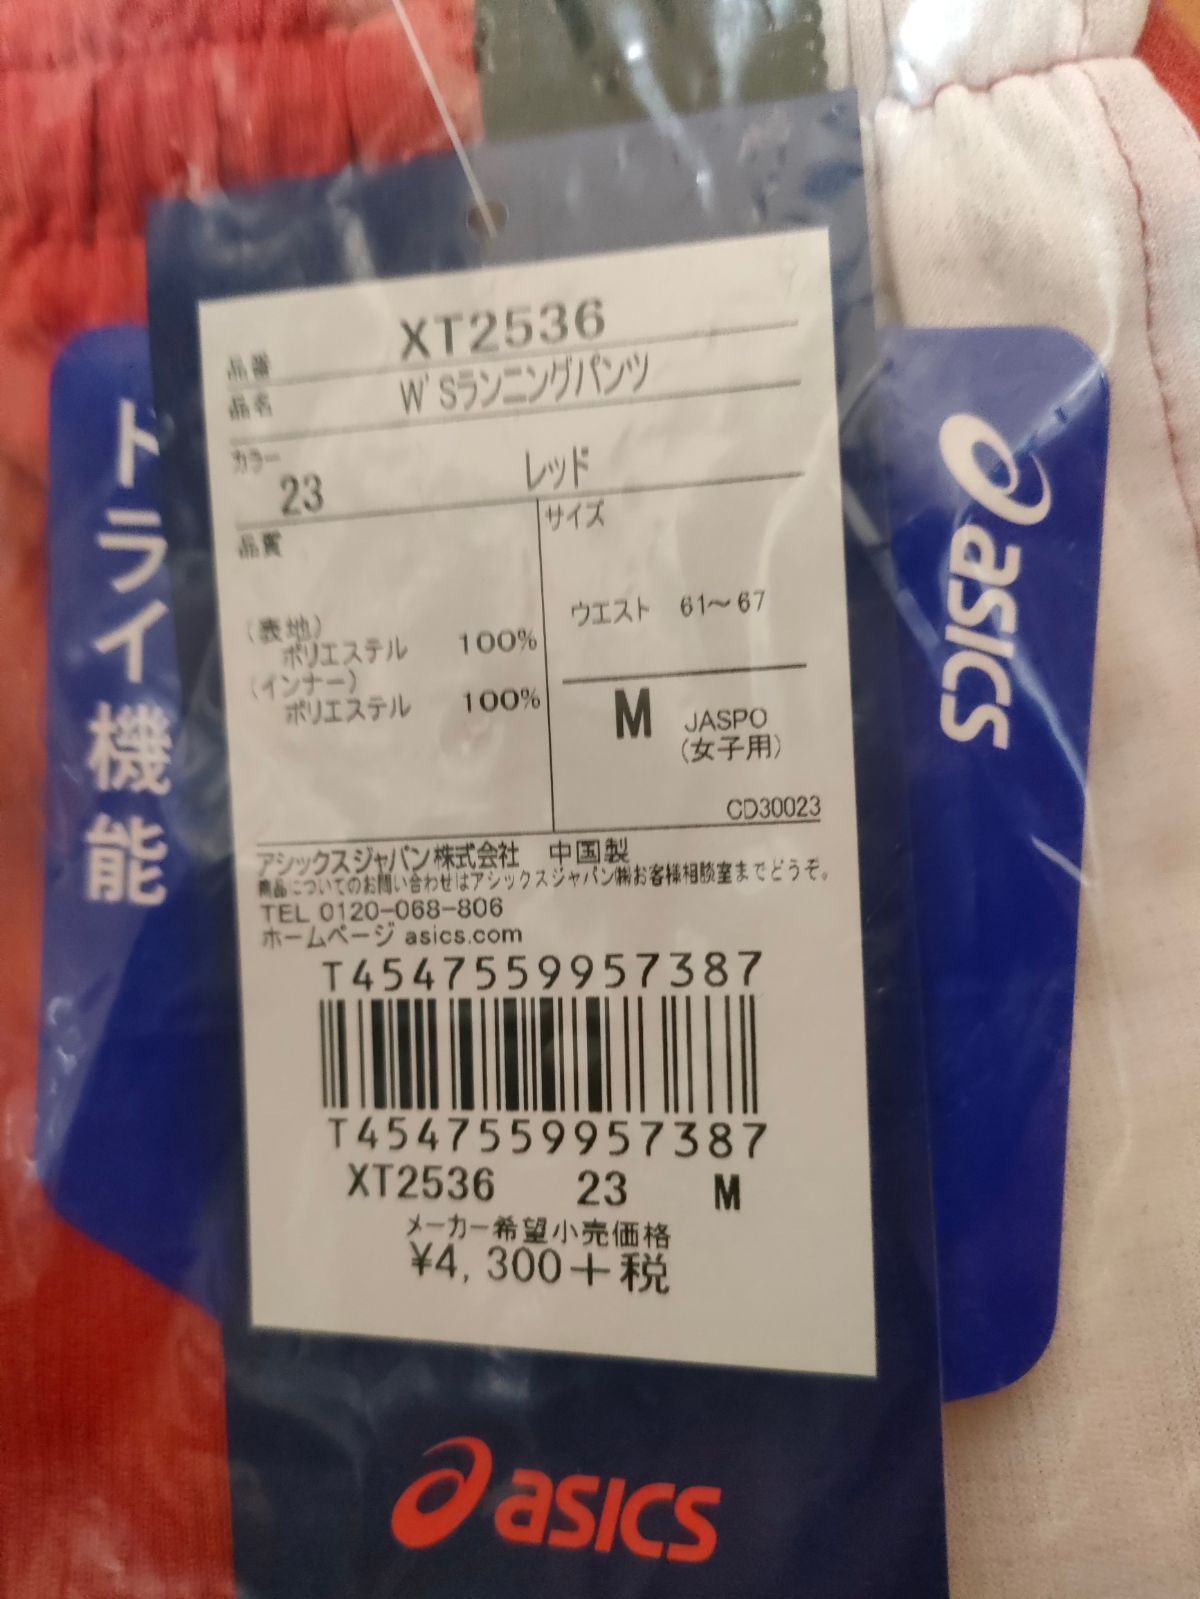 品番 XT2536
品名 W'Sランニングパンツ
カラー
23 レッド
品質
サイズ
(表地)
ポリエステル 100%
(インナー)
ポリエステル 100%
ウエスト 61〜67
M JASPO
(女子用)
CD30023
アシックスジャパン株式会社 中国製
商品についてのお問い合わせはアシックスジャパン㈱お客様相談室までどうぞ。
TEL 0120-068-806
ホームページ asics.com
T4547559957387
T4547559957387
XT2536 23 M
メーカー希望小売価格
¥4,300+税
asics
ドライ機能
asics